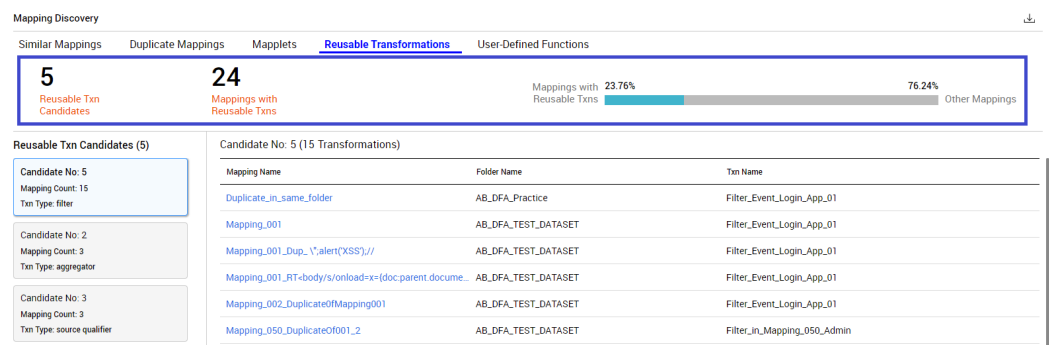 Mapping Discovery
Similar Mappings Duplicate Mappings Mapplets Reusable Transformations User-Defined Functions
5
Reusable Txn
Candidates
24
Mappings with
Reusable Txns
Mappings with
Reusable Txns
23.76%
76.24%
Other Mappings
Reusable Txn Candidates (5)
Candidate No: 5
Mapping Count: 15
Txn Type: filter
Candidate No: 2
Mapping Count: 3
Txn Type: aggregator
Candidate No: 3
Mapping Count: 3
Txn Type: source qualifier
Candidate No: 5 (15 Transformations)
Mapping Name Folder Name Txn Name
Duplicate_in_same_folder AB_DFA_Practice Filter_Event_Login_App_01
Mapping_001 AB_DFA_TEST_DATASET Filter_Event_Login_App_01
Mapping_001_Dup_ \";alert('XSS');// AB_DFA_TEST_DATASET Filter_Event_Login_App_01
Mapping_001_RT<body/s/onload=x={doc:parent.docume... AB_DFA_TEST_DATASET Filter_Event_Login_App_01
Mapping_002_DuplicateOfMapping001 AB_DFA_TEST_DATASET Filter_Event_Login_App_01
Mapping_050_DuplicateOf001_2 AB_DFA_TEST_DATASET Filter_in_Mapping_050_Admin